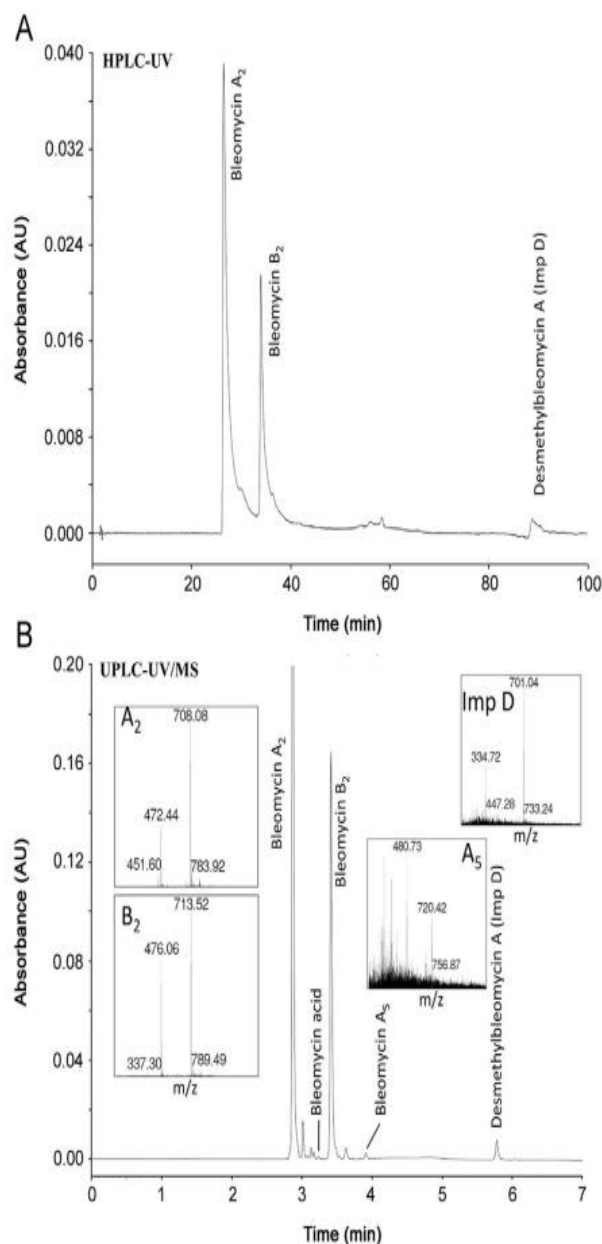 A
HPLC-UV
Absorbance (AU)
0.040
0.032
0.024
0.016
0.008
0.000
Bleomycin A2
Bleomycin B2
Desmethylbleomycin A (Imp D)
0 20 40 60 80 100
Time (min)
B
UPLC-UV/MS
Absorbance (AU)
0.20
0.16
0.12
0.08
0.04
0.00
A2
708.08
472.44
451.60
783.92
B2
713.52
476.06
337.30
789.49
m/z
Bleomycin A2
Bleomycin acid
Bleomycin B2
Bleomycin A5
Desmethylbleomycin A (Imp D)
Imp D
701.04
334.72
447.28
733.24
m/z
A5
480.73
720.42
756.87
m/z
0 1 2 3 4 5 6 7
Time (min)